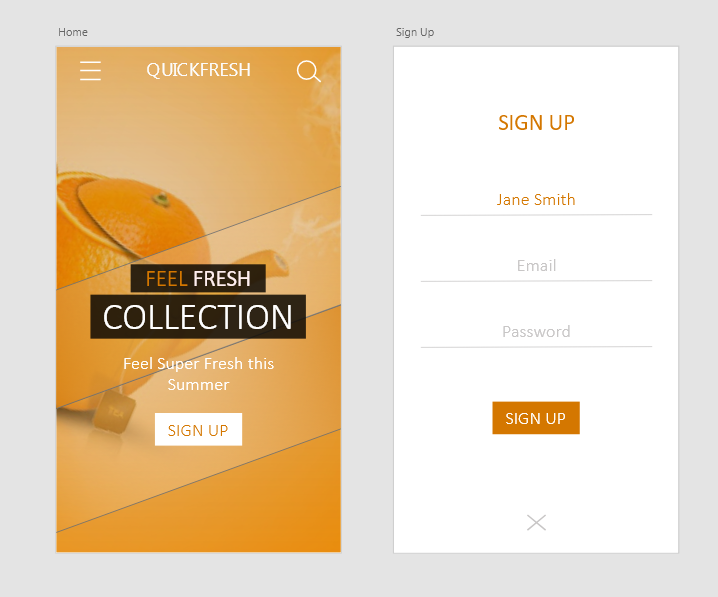 Home
QUICKFRESH
FEEL FRESH
COLLECTION
Feel Super Fresh this
Summer
TEA
SIGN UP
Sign Up
SIGN UP
Jane Smith
Email
Password
SIGN UP